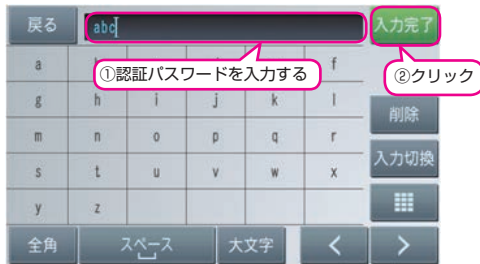 戻る abc 入力完了
①認証パスワードを入力する
②クリック
a f
g h i j k l
削除
m n o p q r
入力切換
s t u v w x
y z
全角 スペース 大文字 < >